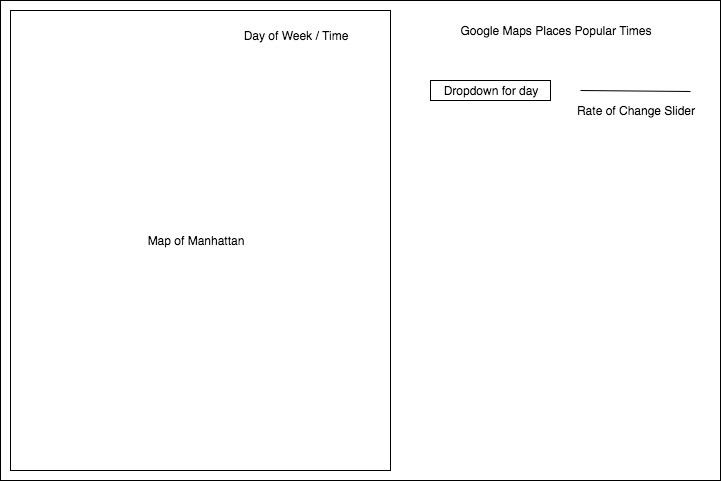 Day of Week / Time
Map of Manhattan
Google Maps Places Popular Times
Dropdown for day
Rate of Change Slider